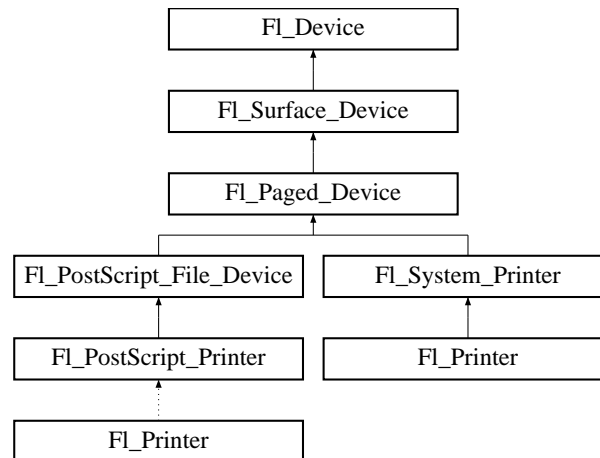 Fl_Device
Fl_Surface_Device
Fl_Paged_Device
Fl_PostScript_File_Device
Fl_System_Printer
Fl_PostScript_Printer
Fl_Printer
Fl_Printer